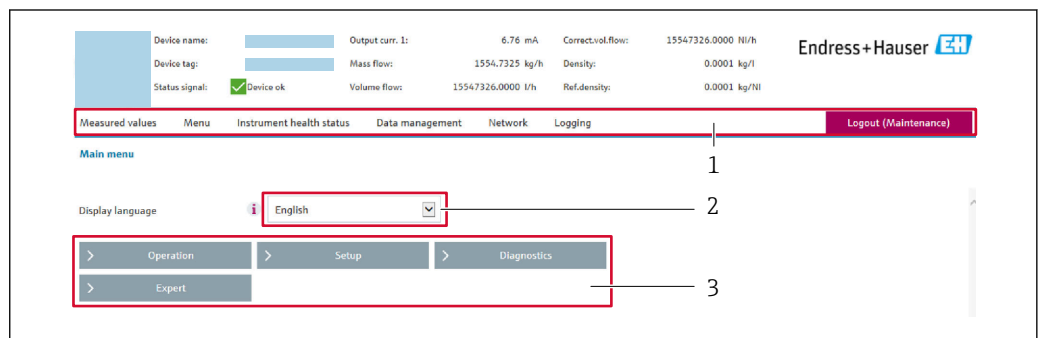 Device name: Output curr. 1: 6.76 mA Correct.vol.flow: 15547326.0000 Nl/h
Endress+Hauser EH
Device tag: Mass flow: 1554.7325 kg/h Density: 0.0001 kg/l
Status signal: Device ok Volume flow: 15547326.0000 l/h Ref.density: 0.0001 kg/Nl
Measured values Menu Instrument health status Data management Network Logging Logout (Maintenance)
1
Main menu
Display language i English 2
> Operation > Setup > Diagnostics
> Expert 3